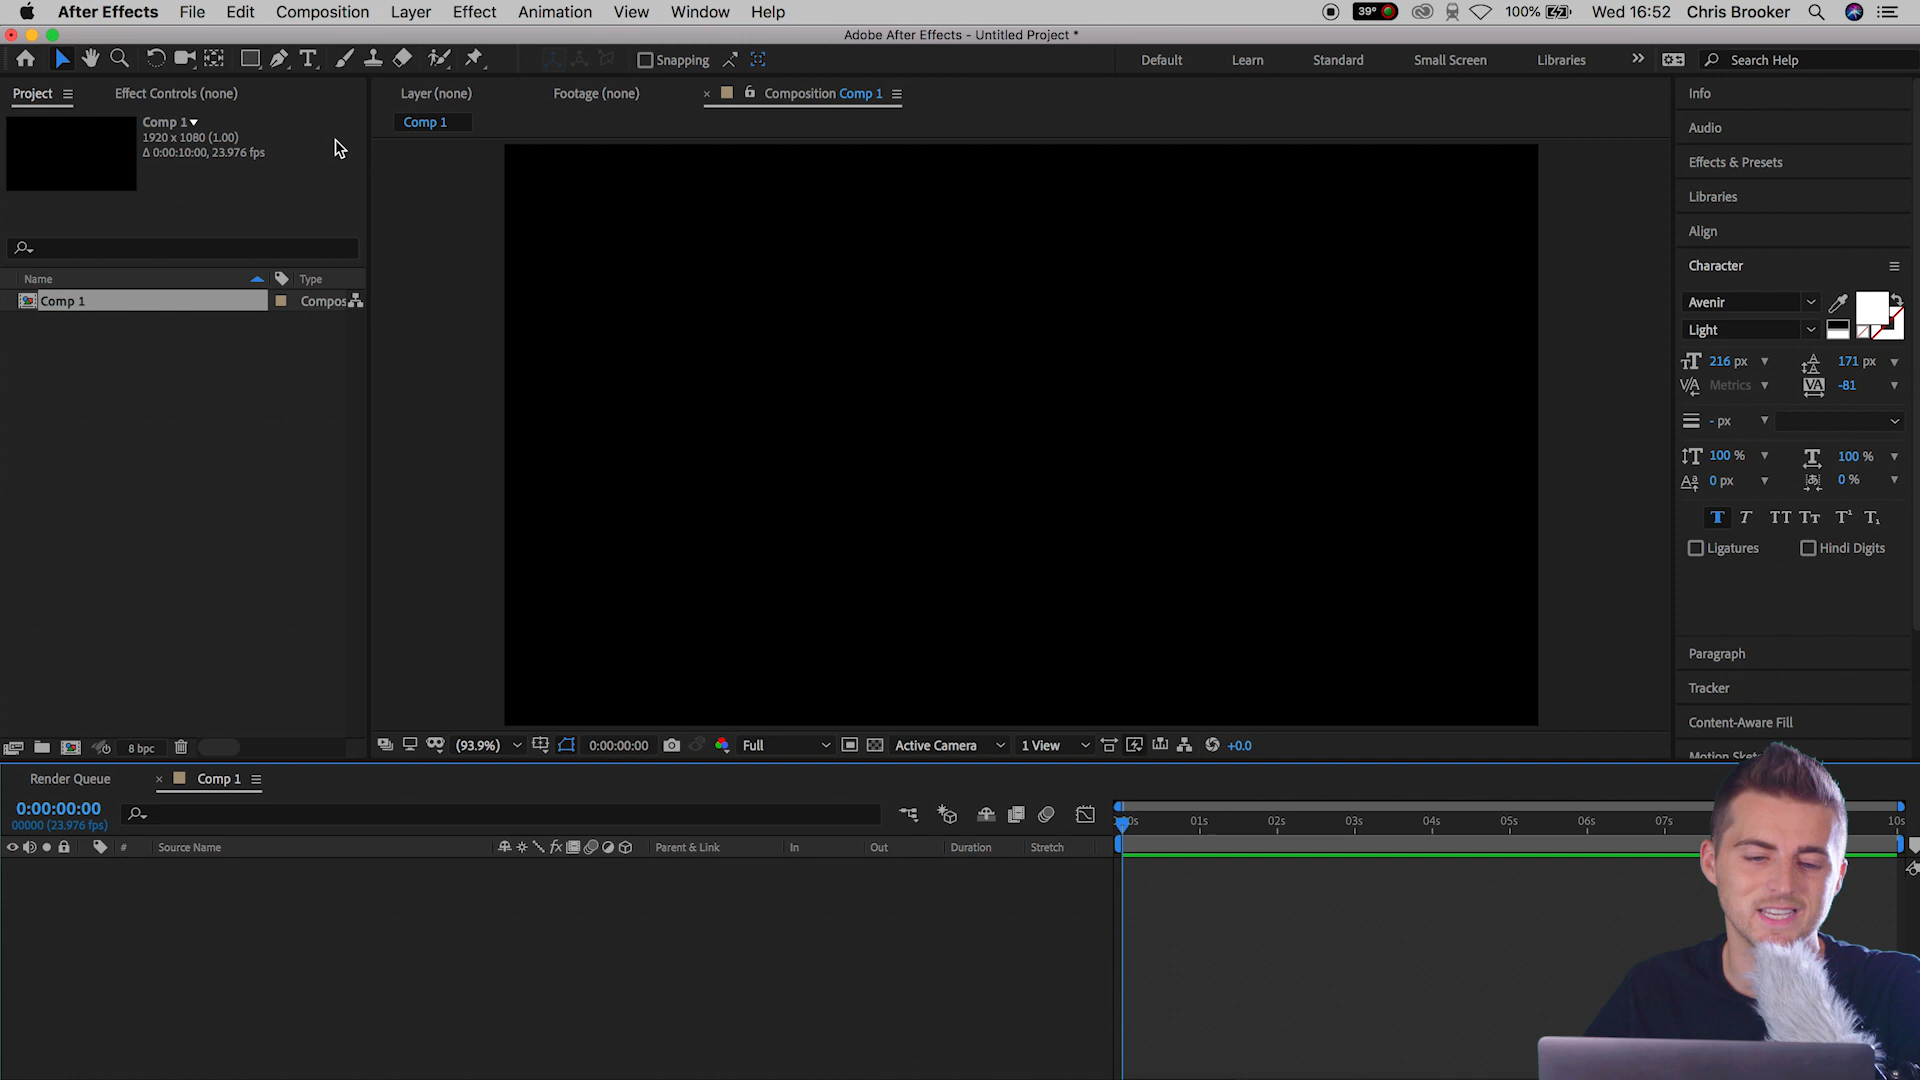 After Effects File Edit Composition Layer Effect Animation View Window Help 39° 100% Wed 16:52 Chris Brooker
Adobe After Effects - Untitled Project *
Snapping Default Learn Standard Small Screen Libraries Search Help
Project Effect Controls (none)
Layer (none) Footage (none) Composition Comp 1
Comp 1
Comp 1
1920 x 1080 (1.00)
Δ 0:00:10:00, 23.976 fps
Name Type
Comp 1 Compos
8 bpc
(93.9%) 0:00:00:00 Full Active Camera 1 View +0.0
Info
Audio
Effects & Presets
Libraries
Align
Character
Avenir
Light
216 px 171 px
Metrics -81
- px
100 % 100 %
0 px 0 %
T T TT Tt T¹ T₁
Ligatures Hindi Digits
Paragraph
Tracker
Content-Aware Fill
Render Queue Comp 1
0:00:00:00
00000 (23.976 fps)
# Source Name Parent & Link In Out Duration Stretch
01s 02s 03s 04s 05s 06s 07s 10s